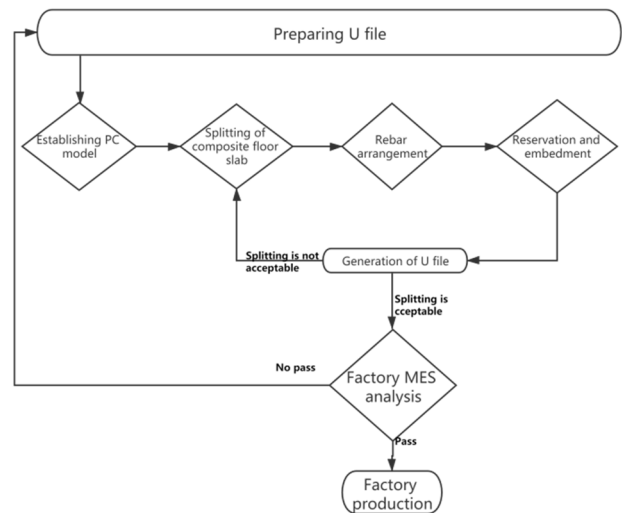 Preparing U file
Establishing PC
model
Splitting of
composite floor
slab
Rebar
arrangement
Reservation and
embedment
Splitting is not
acceptable
Generation of U file
Splitting is
cceptable
No pass
Factory MES
analysis
Pass
Factory
production